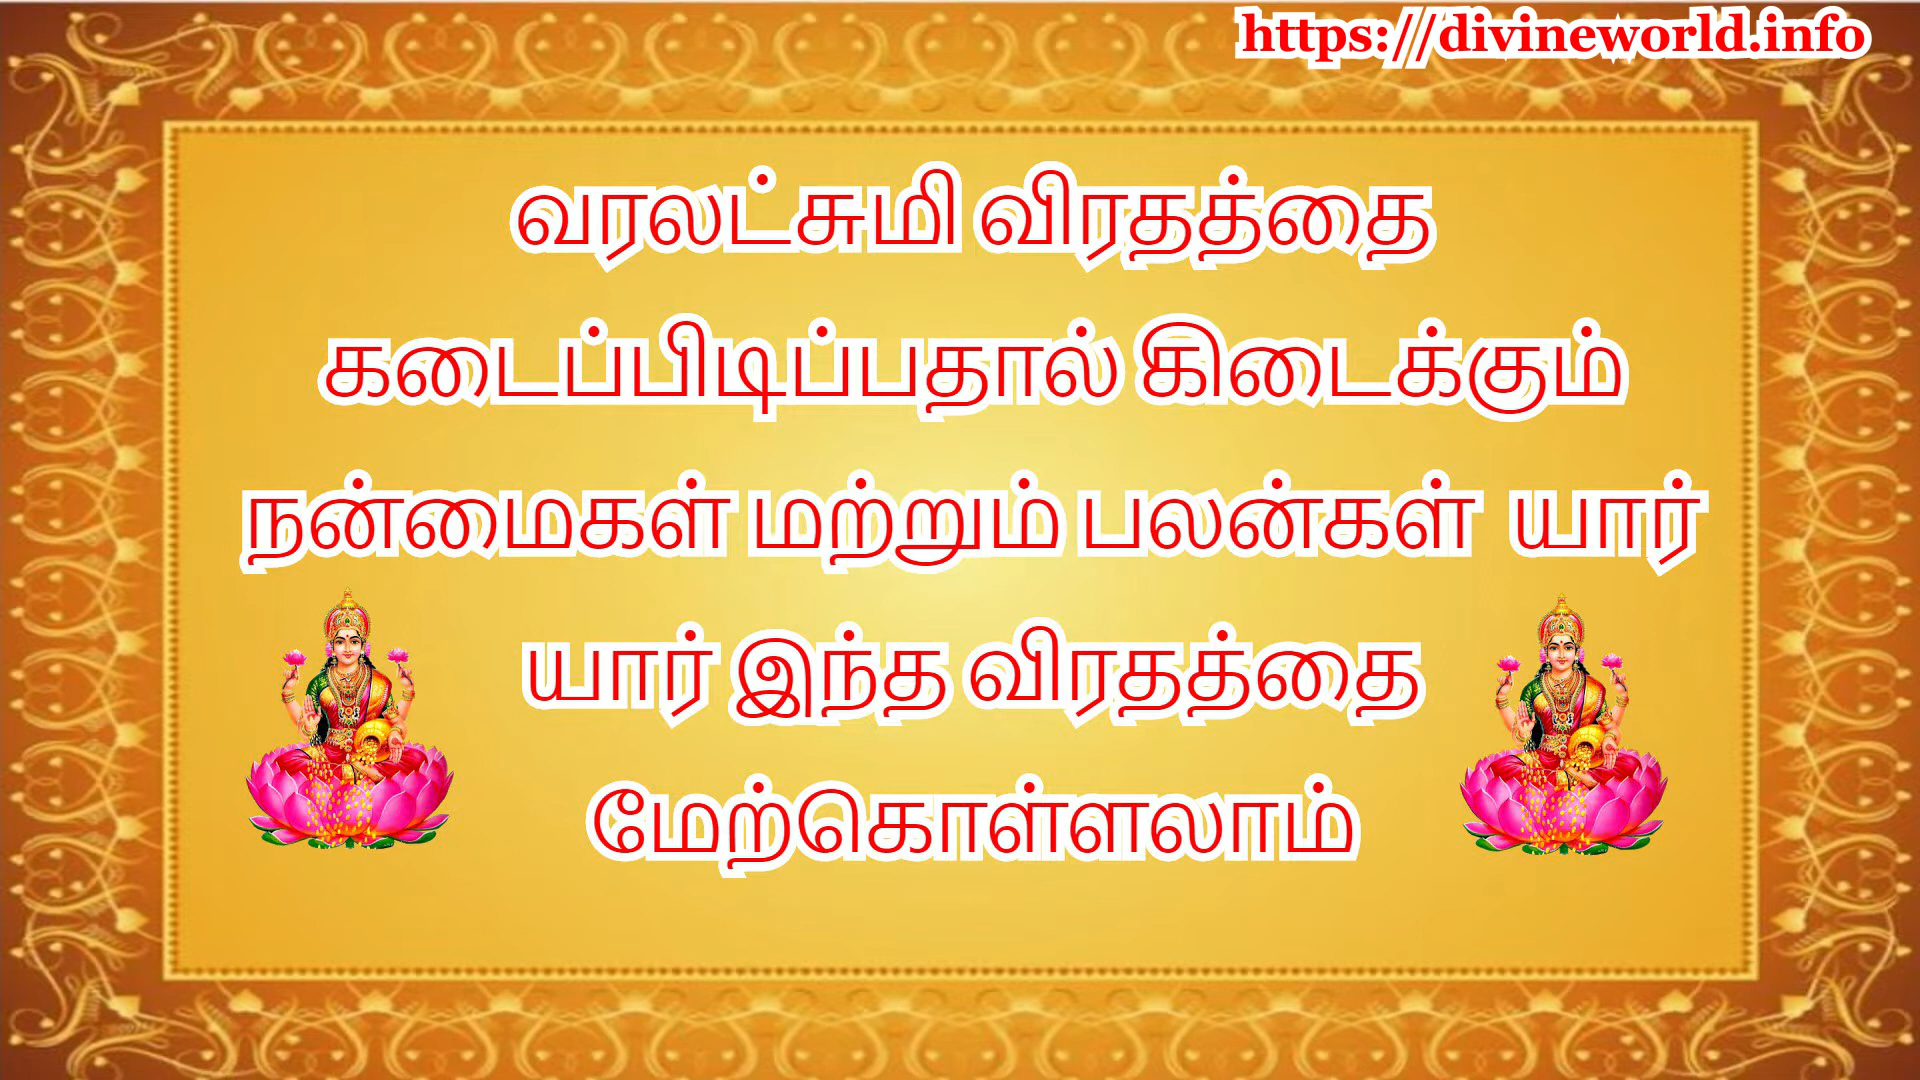 https://divineworld.info
வரலட்சுமி விரதத்தை
கடைப்பிடிப்பதால் கிடைக்கும்
நன்மைகள் மற்றும் பலன்கள் யார்
யார் இந்த விரதத்தை
மேற்கொள்ளலாம்